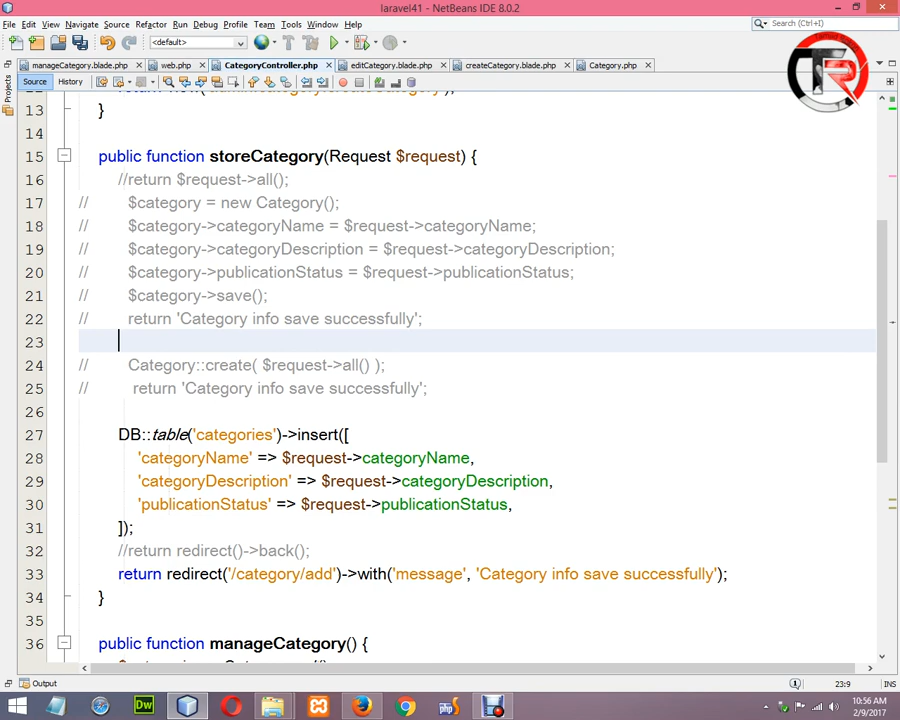 laravel41 - NetBeans IDE 8.0.2
File Edit View Navigate Source Refactor Run Debug Profile Team Tools Window Help
Search (Ctrl+I)
<default>
manageCategory.blade.php web.php CategoryController.php editCategory.blade.php createCategory.blade.php Category.php
Source History
Projects
13 }
14
15 public function storeCategory(Request $request) {
16 //return $request->all();
17 // $category = new Category();
18 // $category->categoryName = $request->categoryName;
19 // $category->categoryDescription = $request->categoryDescription;
20 // $category->publicationStatus = $request->publicationStatus;
21 // $category->save();
22 // return 'Category info save successfully';
23
24 // Category::create( $request->all() );
25 // return 'Category info save successfully';
26
27 DB::table('categories')->insert([
28 'categoryName' => $request->categoryName,
29 'categoryDescription' => $request->categoryDescription,
30 'publicationStatus' => $request->publicationStatus,
31 ]);
32 //return redirect()->back();
33 return redirect('/category/add')->with('message', 'Category info save successfully');
34 }
35
36 public function manageCategory() {
Output
23:9 INS
10:56 AM
2/9/2017